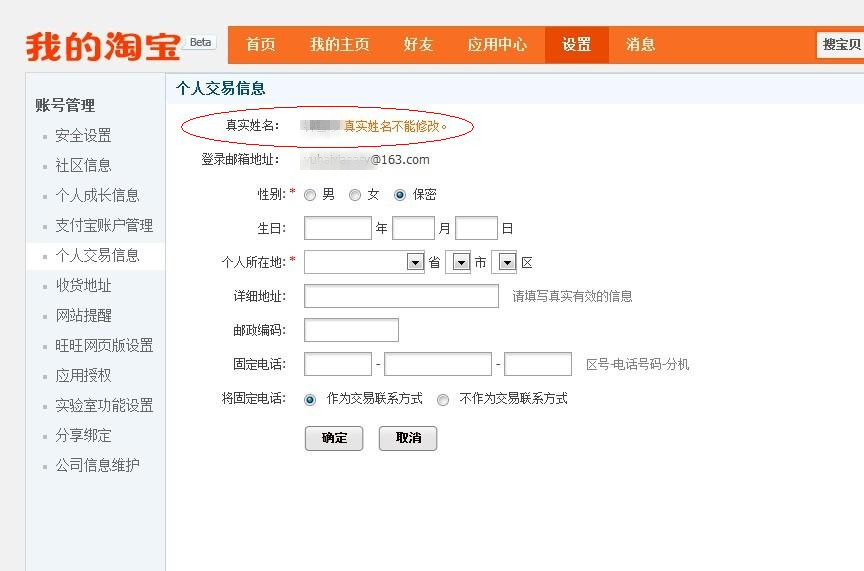 我的淘宝 Beta 首页 我的主页 好友 应用中心 设置 消息 搜宝贝
账号管理
安全设置
社区信息
个人成长信息
支付宝账户管理
个人交易信息
收货地址
网站提醒
旺旺网页版设置
应用授权
实验室功能设置
分享绑定
公司信息维护
个人交易信息
真实姓名: 真实姓名不能修改。
登录邮箱地址: @163.com
性别:* 男 女 保密
生日: 年 月 日
个人所在地:* 省 市 区
详细地址: 请填写真实有效的信息
邮政编码:
固定电话: - - 区号-电话号码-分机
将固定电话: 作为交易联系方式 不作为交易联系方式
确定 取消